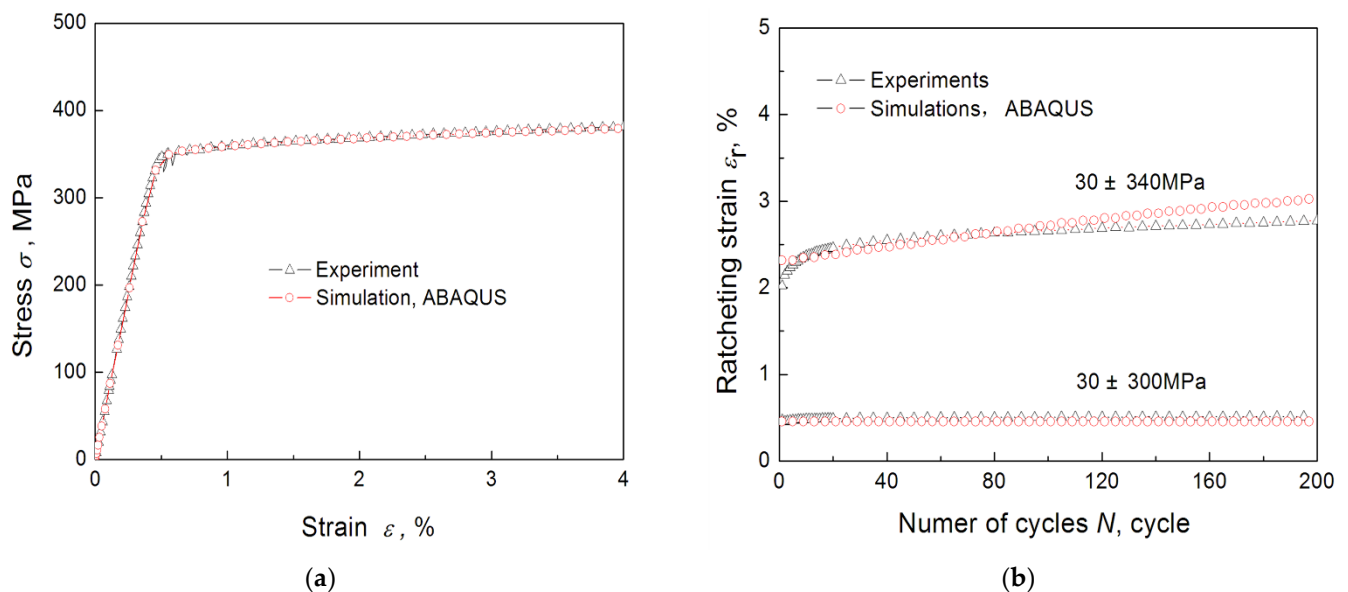 500
400
300
200
100
0
Stress σ, MPa
Experiment
Simulation, ABAQUS
0 1 2 3 4
Strain ε, %
(a)
5
4
3
2
1
0
Ratcheting strain εr, %
Experiments
Simulations, ABAQUS
30 ± 340MPa
30 ± 300MPa
0 40 80 120 160 200
Numer of cycles N, cycle
(b)